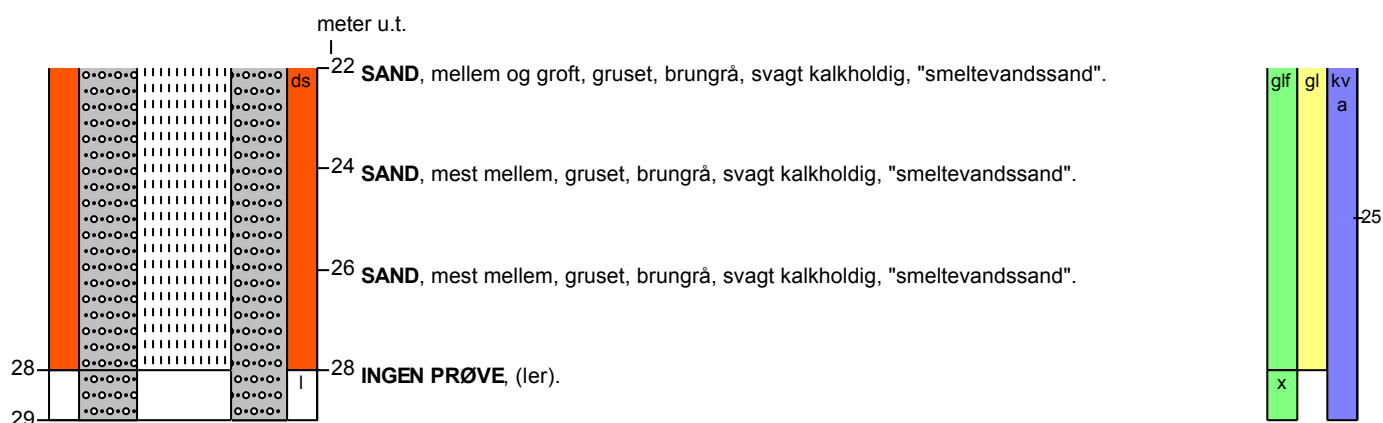 meter u.t.
ds 22 SAND, mellem og groft, gruset, brungrå, svagt kalkholdig, "smeltevandssand". glf gl kv
a
24 SAND, mest mellem, gruset, brungrå, svagt kalkholdig, "smeltevandssand".
25
26 SAND, mest mellem, gruset, brungrå, svagt kalkholdig, "smeltevandssand".
28 28 INGEN PRØVE, (ler).
l x
29